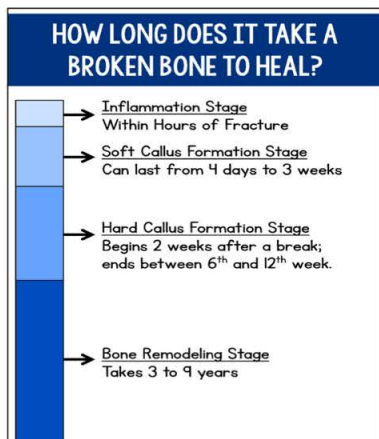 HOW LONG DOES IT TAKE A
BROKEN BONE TO HEAL?
Inflammation Stage
Within Hours of Fracture
Soft Callus Formation Stage
Can last from 4 days to 3 weeks
Hard Callus Formation Stage
Begins 2 weeks after a break;
ends between 6th and 12th week.
Bone Remodeling Stage
Takes 3 to 9 years